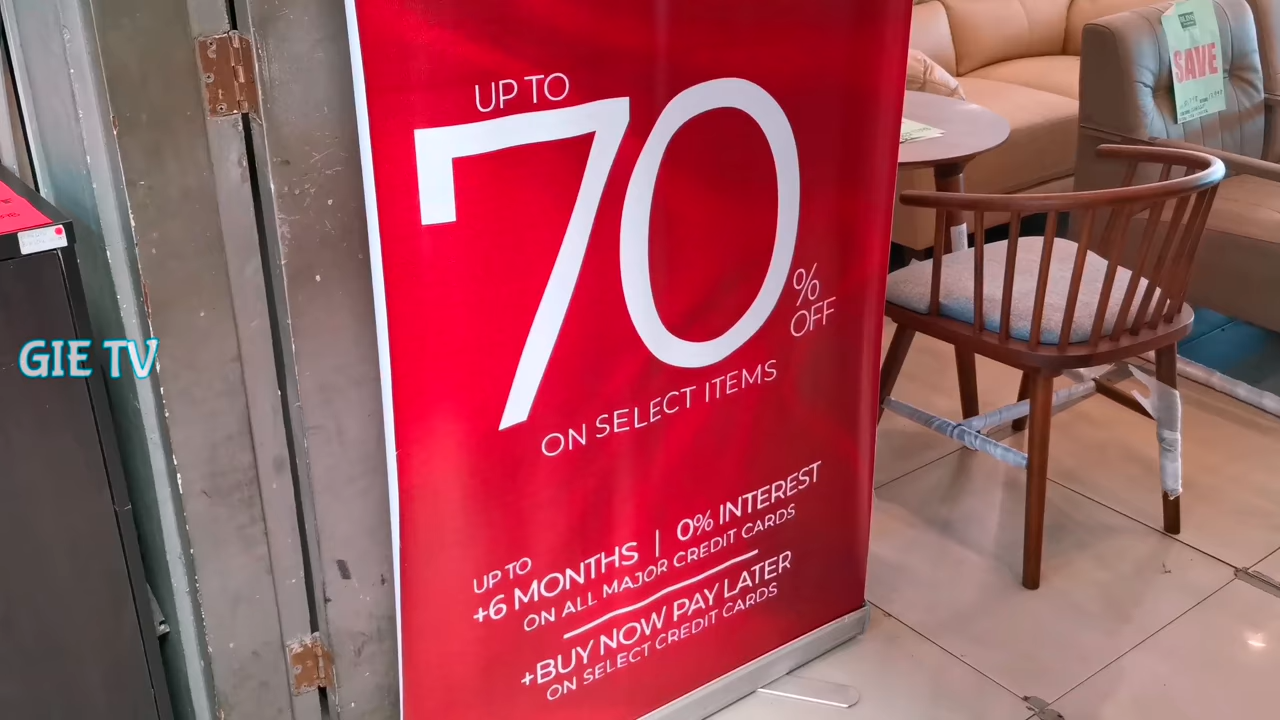 UP TO
70
% OFF
ON SELECT ITEMS
UP TO
+6 MONTHS | 0% INTEREST
ON ALL MAJOR CREDIT CARDS
+BUY NOW PAY LATER
ON SELECT CREDIT CARDS
SAVE
GIE TV